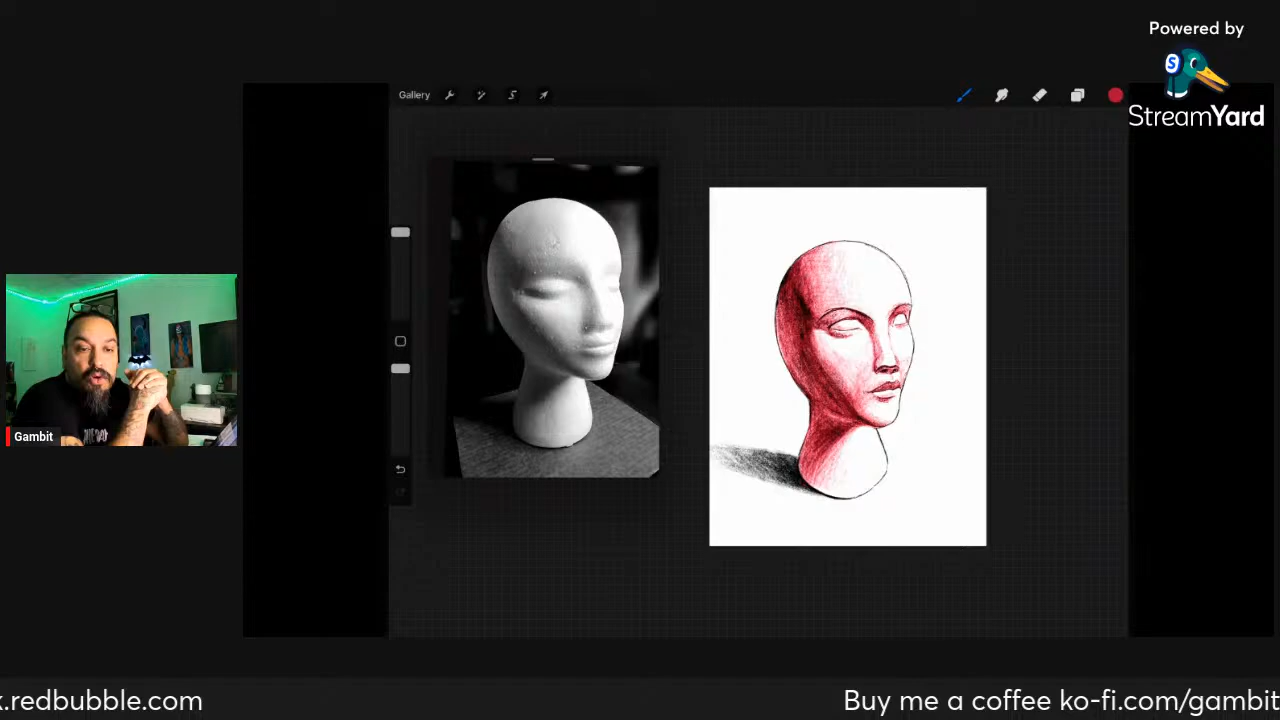 Powered by
StreamYard
Gallery
Gambit
x.redbubble.com
Buy me a coffee ko-fi.com/gambit